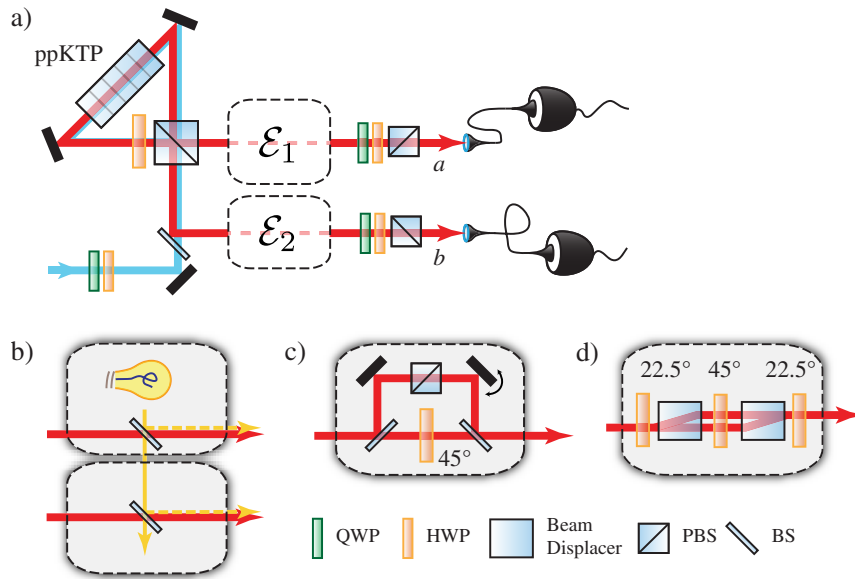 a)
ppKTP
ℰ₁
a
ℰ₂
b
b)
c)
45°
d)
22.5° 45° 22.5°
QWP
HWP
Beam
Displacer
PBS
BS